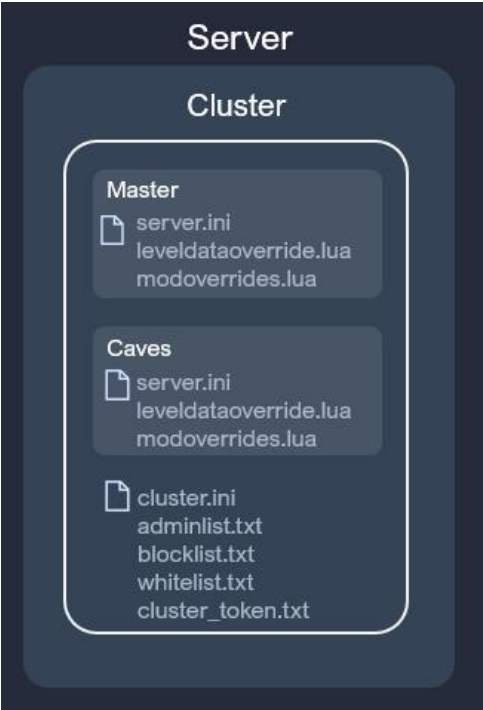 Server
Cluster
Master
server.ini
leveldataoverride.lua
modoverrides.lua
Caves
server.ini
leveldataoverride.lua
modoverrides.lua
cluster.ini
adminlist.txt
blocklist.txt
whitelist.txt
cluster_token.txt